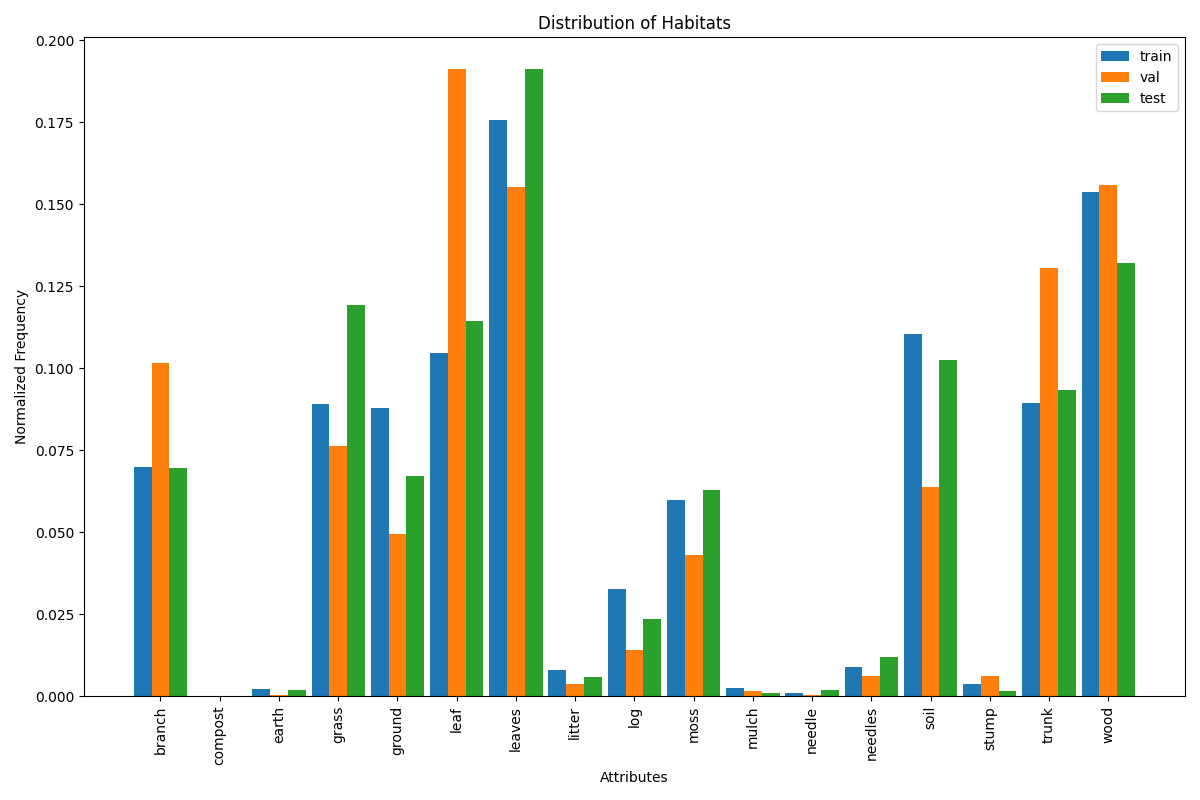 Distribution of Habitats
train
val
test
0.200
0.175
0.150
0.125
0.100
0.075
0.050
0.025
0.000
Normalized Frequency
branch
compost
earth
grass
ground
leaf
leaves
litter
log
moss
mulch
needle
needles
soil
stump
trunk
wood
Attributes